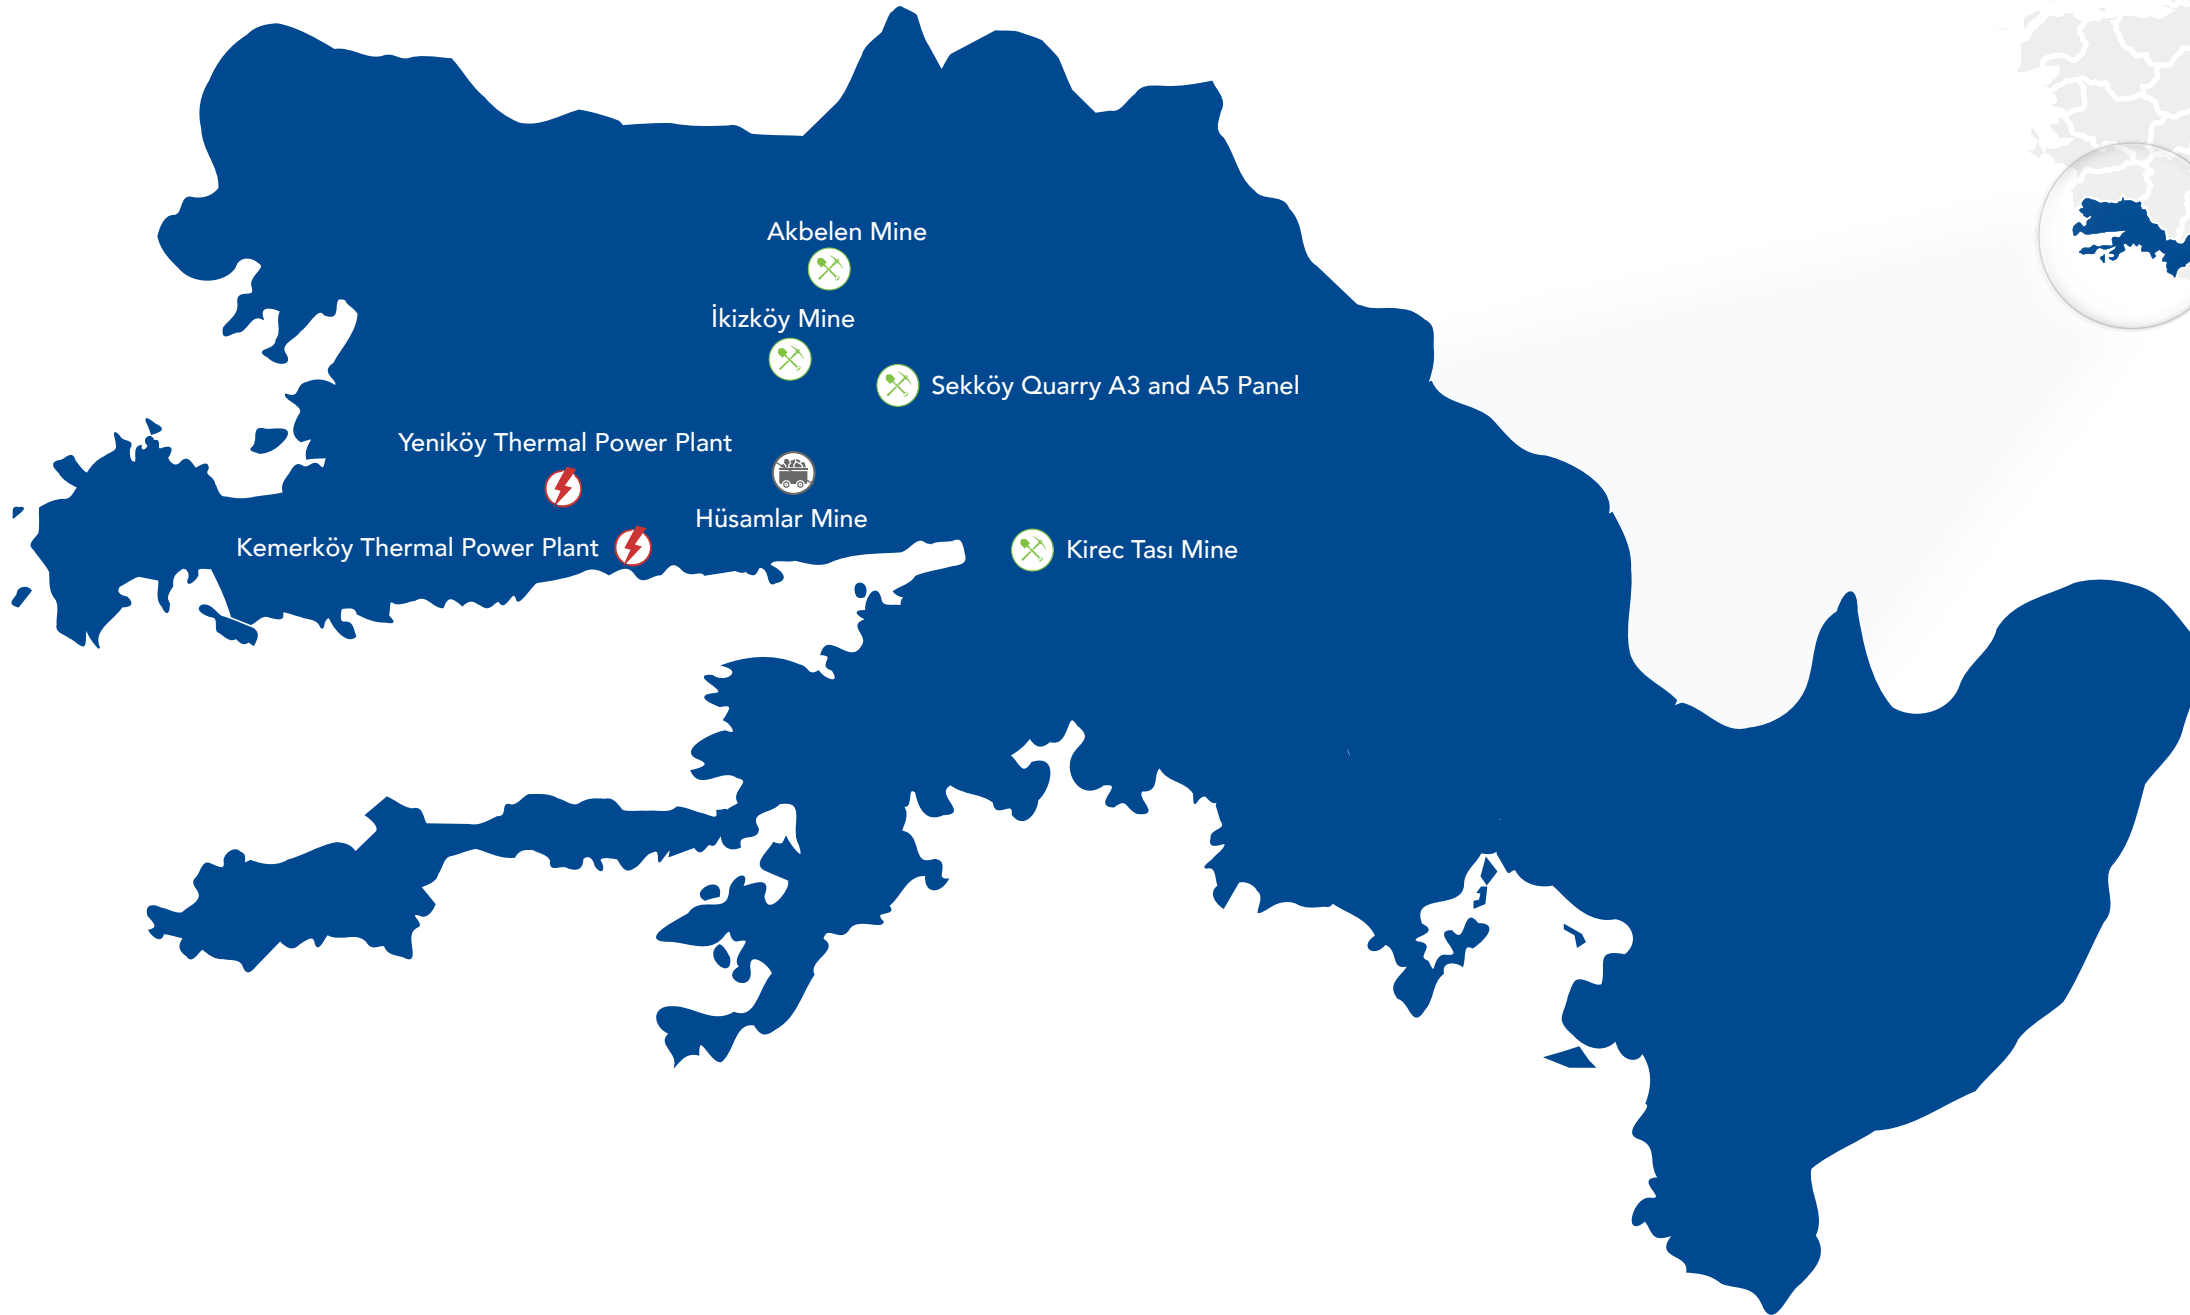 Akbelen Mine
İkizköy Mine
Sekköy Quarry A3 and A5 Panel
Yeniköy Thermal Power Plant
Hüsamlar Mine
Kemerköy Thermal Power Plant
Kirec Tası Mine